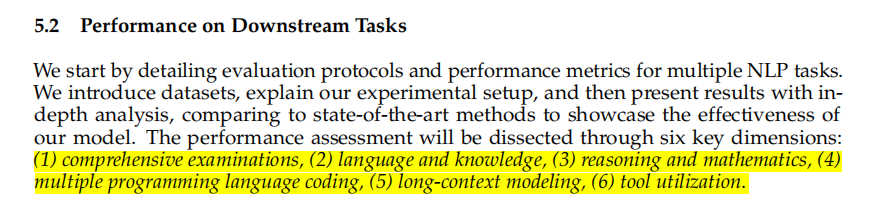 5.2 Performance on Downstream Tasks
We start by detailing evaluation protocols and performance metrics for multiple NLP tasks.
We introduce datasets, explain our experimental setup, and then present results with in-
depth analysis, comparing to state-of-the-art methods to showcase the effectiveness of
our model. The performance assessment will be dissected through six key dimensions:
(1) comprehensive examinations, (2) language and knowledge, (3) reasoning and mathematics, (4)
multiple programming language coding, (5) long-context modeling, (6) tool utilization.